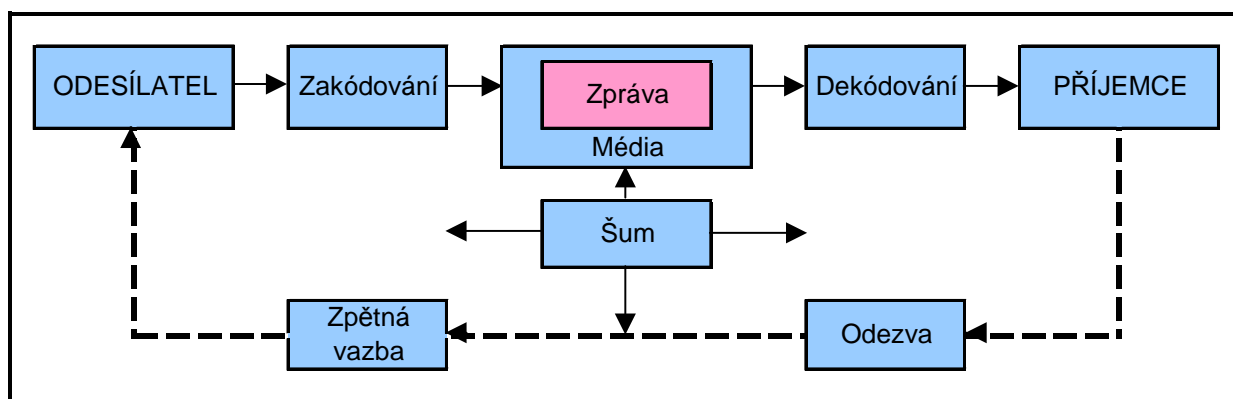 ODESÍLATEL
Zakódování
Zpráva
Média
Dekódování
PŘÍJEMCE
Šum
Zpětná
vazba
Odezva